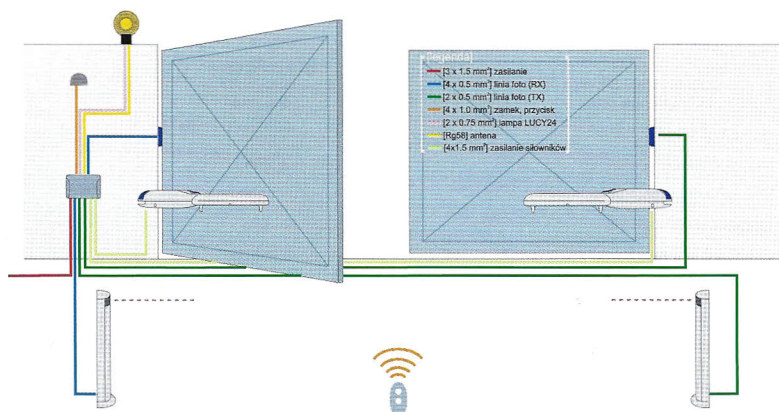 Legenda
[3 x 1.5 mm²] zasilanie
[4 x 0.5 mm²] linia foto (RX)
[2 x 0.5 mm²] linia foto (TX)
[4 x 1.0 mm²] zamek, przycisk
[2 x 0.75 mm²] lampa LUCY24
[Rg58] antena
[4x1.5 mm²] zasilanie siłowników